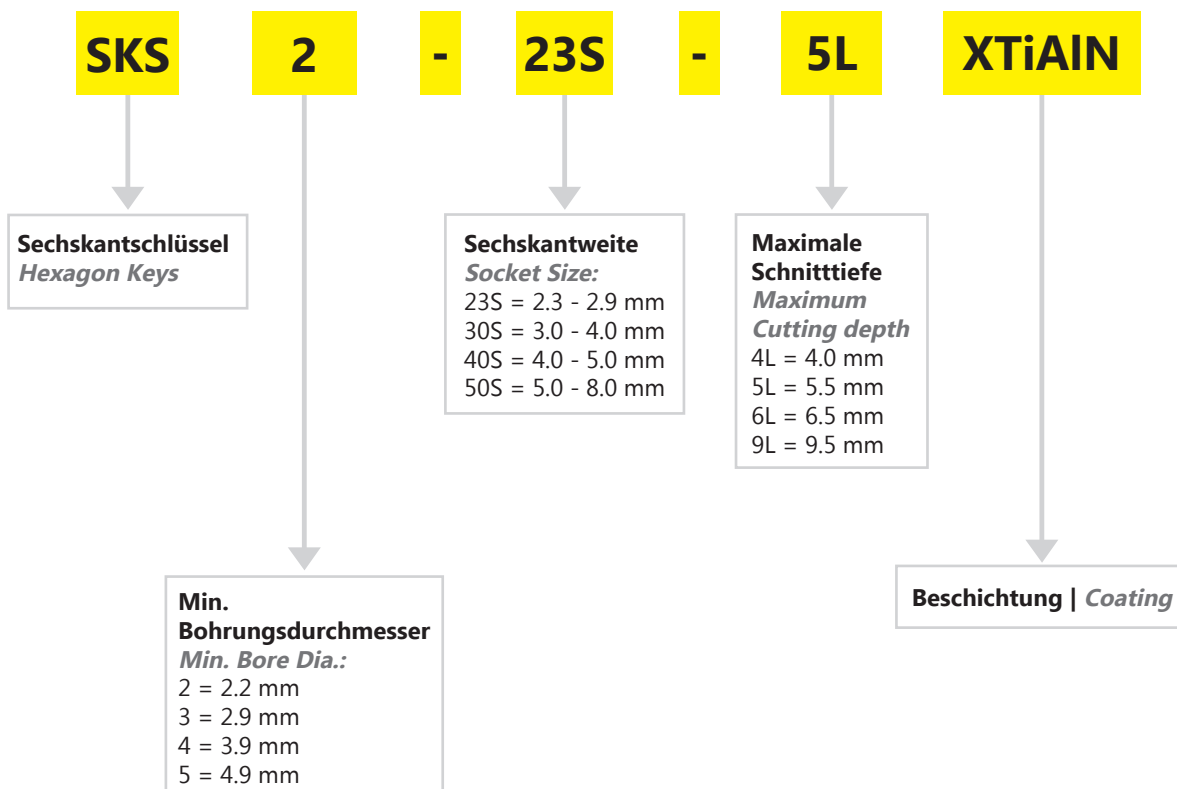 SKS 2 - 23S - 5L XTiAlN
Sechskantschlüssel
Hexagon Keys
Sechskantweite
Socket Size:
23S = 2.3 - 2.9 mm
30S = 3.0 - 4.0 mm
40S = 4.0 - 5.0 mm
50S = 5.0 - 8.0 mm
Maximale
Schnitttiefe
Maximum
Cutting depth
4L = 4.0 mm
5L = 5.5 mm
6L = 6.5 mm
9L = 9.5 mm
Min.
Bohrungsdurchmesser
Min. Bore Dia.:
2 = 2.2 mm
3 = 2.9 mm
4 = 3.9 mm
5 = 4.9 mm
Beschichtung | Coating